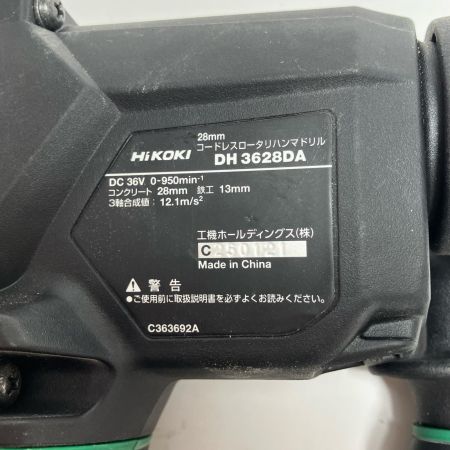 28mm
コードレスロータリハンマドリル
HiKOKI DH 3628DA
DC 36V 0-950min⁻¹
コンクリート 28mm 鉄工 13mm
3軸合成値：12.1m/s²
工機ホールディングス(株)
C
Made in China
⚠ 警告
●ご使用前に取扱説明書を必ずよくお読みください。
C363692A